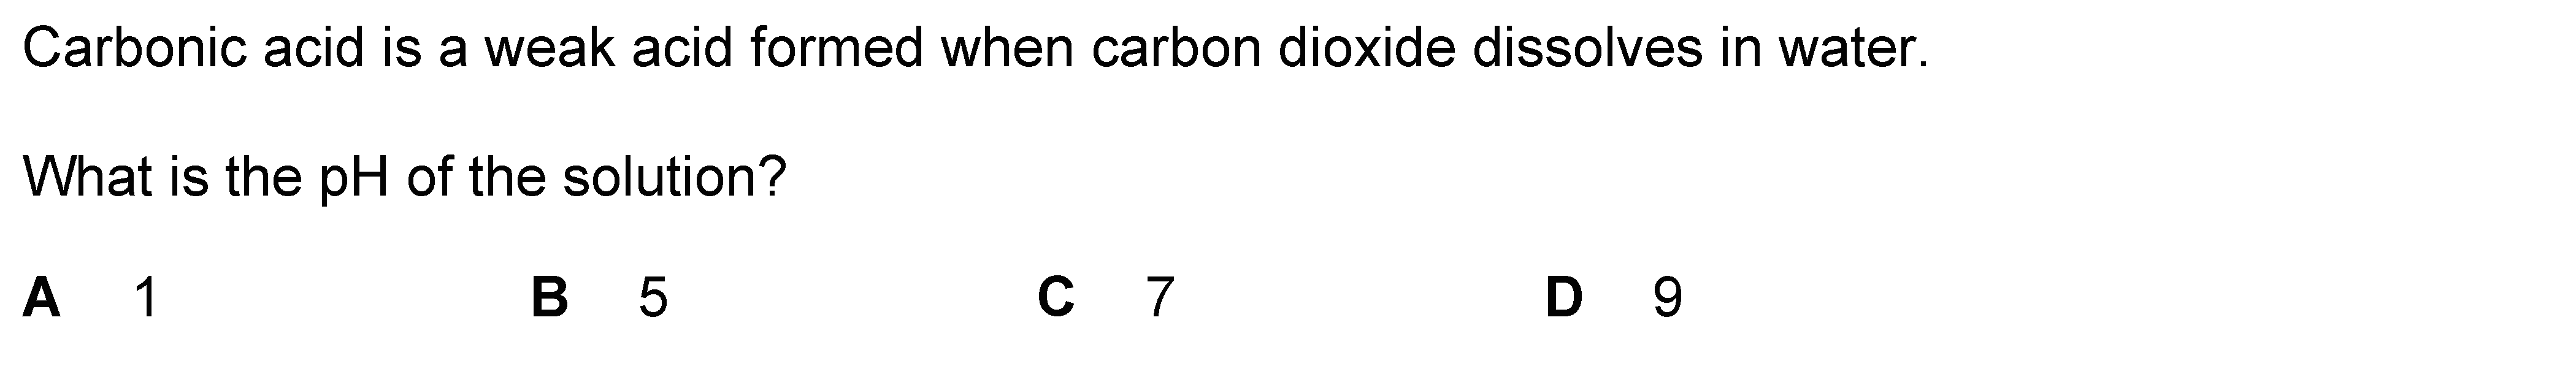 Carbonic acid is a weak acid formed when carbon dioxide dissolves in water.
What is the pH of the solution?
A 1 B 5 C 7 D 9